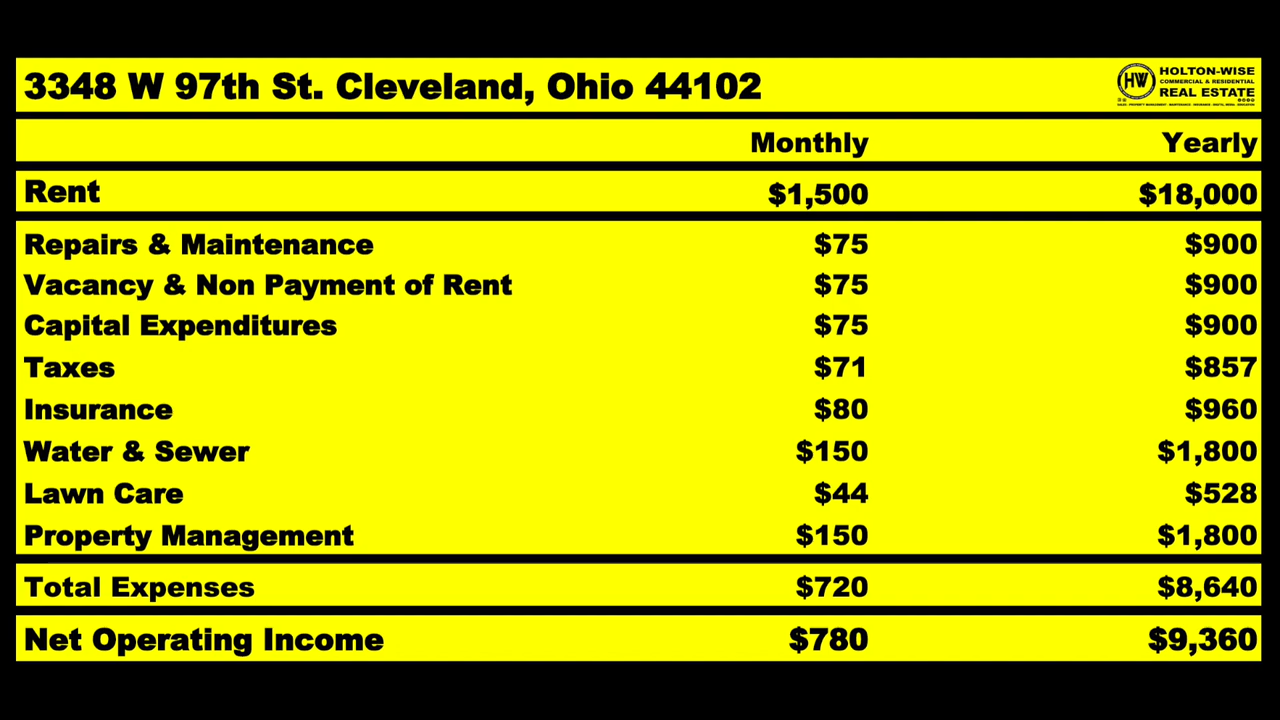 3348 W 97th St. Cleveland, Ohio 44102
HOLTON-WISE
COMMERCIAL & RESIDENTIAL
REAL ESTATE
HW
Monthly Yearly
Rent $1,500 $18,000
Repairs & Maintenance $75 $900
Vacancy & Non Payment of Rent $75 $900
Capital Expenditures $75 $900
Taxes $71 $857
Insurance $80 $960
Water & Sewer $150 $1,800
Lawn Care $44 $528
Property Management $150 $1,800
Total Expenses $720 $8,640
Net Operating Income $780 $9,360